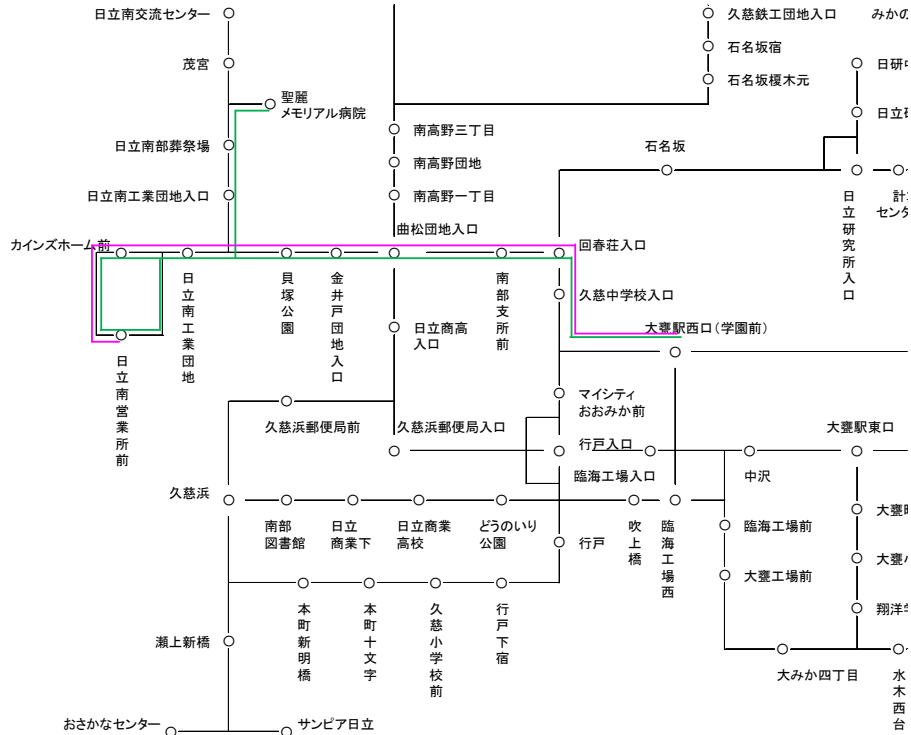 日立南交流センター
久慈鉄工団地入口
みかの
石名坂宿
茂宮
石名坂榎木元
聖麗
メモリアル病院
南高野三丁目
日立南部葬祭場
石名坂
南高野団地
日立南工業団地入口
南高野一丁目
日立研究所入口
曲松団地入口
カインズホーム前
回春荘入口
日立南工業団地
貝塚公園
金井戸団地入口
南部支所前
久慈中学校入口
日立商高
入口
大甕駅西口（学園前）
日立南営業所前
マイシティ
おおみか前
久慈浜郵便局前
久慈浜郵便局入口
行戸入口
大甕駅東口
臨海工場入口
中沢
久慈浜
南部
図書館
日立
商業下
日立商業
高校
どうのいり
公園
吹上橋
臨海工場西
臨海工場前
行戸
大甕工場前
本町新明橋
本町十文字
久慈小学校前
行戸下宿
瀬上新橋
大みか四丁目
水木西台
おさかなセンター
サンピア日立